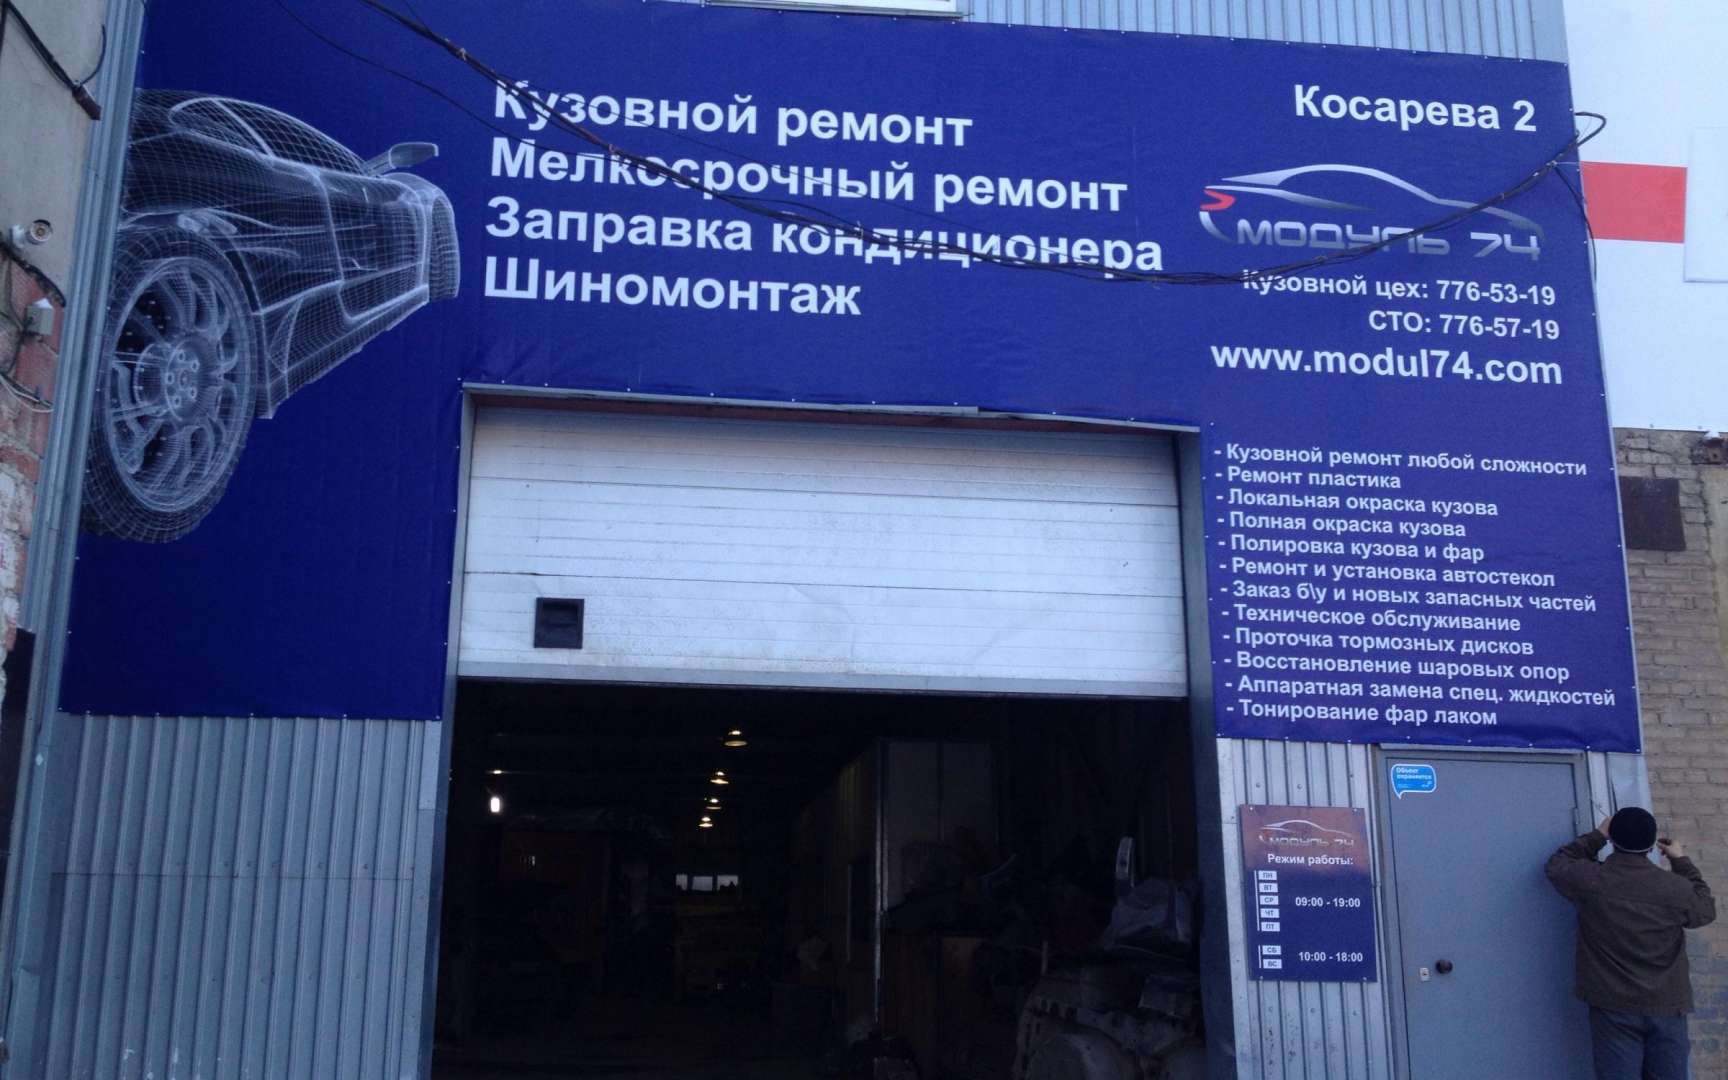 Кузовной ремонт
Мелкосрочный ремонт
Заправка кондиционера
Шиномонтаж
Косарева 2
МОДУЛЬ 74
Кузовной цех: 776-53-19
СТО: 776-57-19
www.modul74.com
- Кузовной ремонт любой сложности
- Ремонт пластика
- Локальная окраска кузова
- Полная окраска кузова
- Полировка кузова и фар
- Ремонт и установка автостекол
- Заказ б\у и новых запасных частей
- Техническое обслуживание
- Проточка тормозных дисков
- Восстановление шаровых опор
- Аппаратная замена спец. жидкостей
- Тонирование фар лаком
Объект
охраняется
МОДУЛЬ 74
Режим работы:
ПН
ВТ
СР 09:00 - 19:00
ЧТ
ПТ
СБ
ВС 10:00 - 18:00